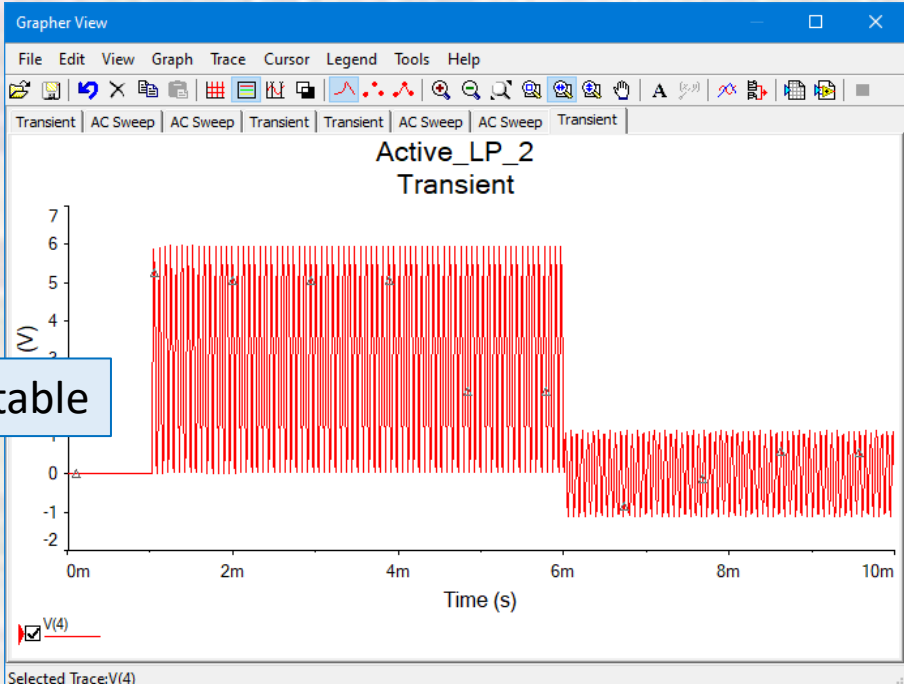 Grapher View
File Edit View Graph Trace Cursor Legend Tools Help
A
Transient AC Sweep AC Sweep Transient Transient AC Sweep AC Sweep Transient
Active_LP_2
Transient
7
6
5
4
(V)
3
table
0
-1
-2
0m 2m 4m 6m 8m 10m
Time (s)
V(4)
Selected Trace:V(4)